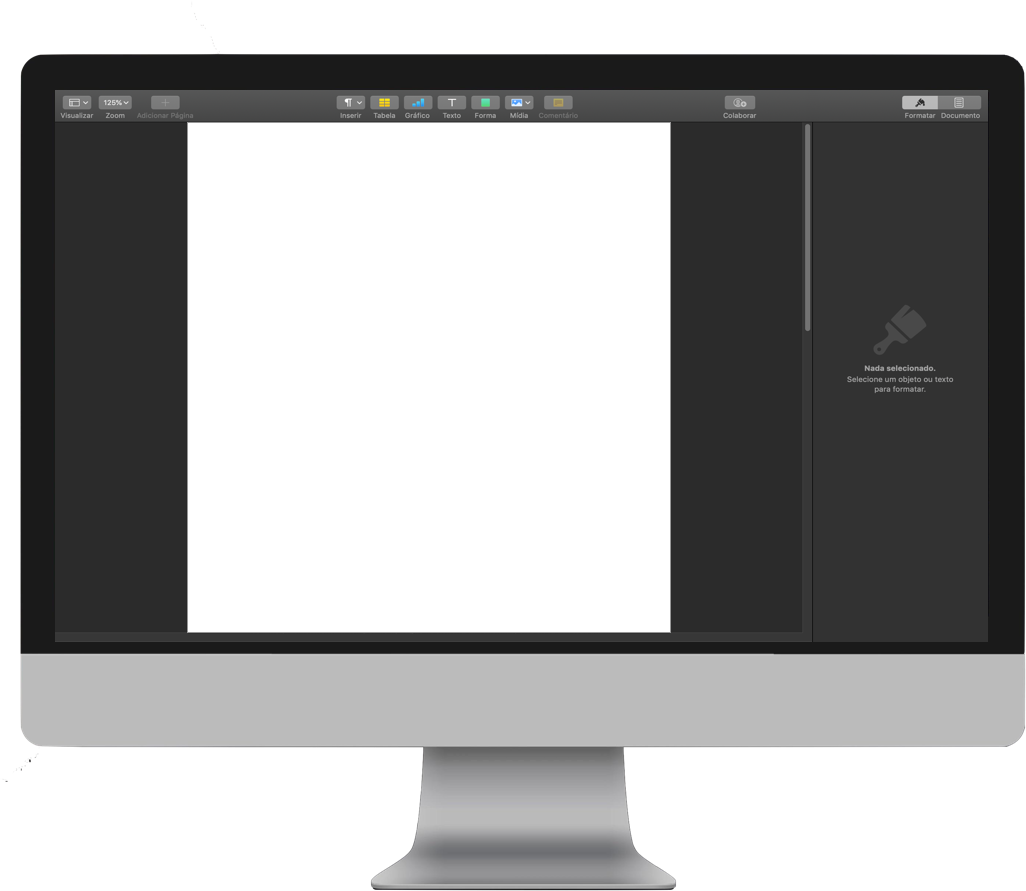 125%
Visualizar Zoom Adicionar Página Inserir Tabela Gráfico Texto Forma Mídia Comentário Colaborar Formatar Documento
Nada selecionado.
Selecione um objeto ou texto
para formatar.